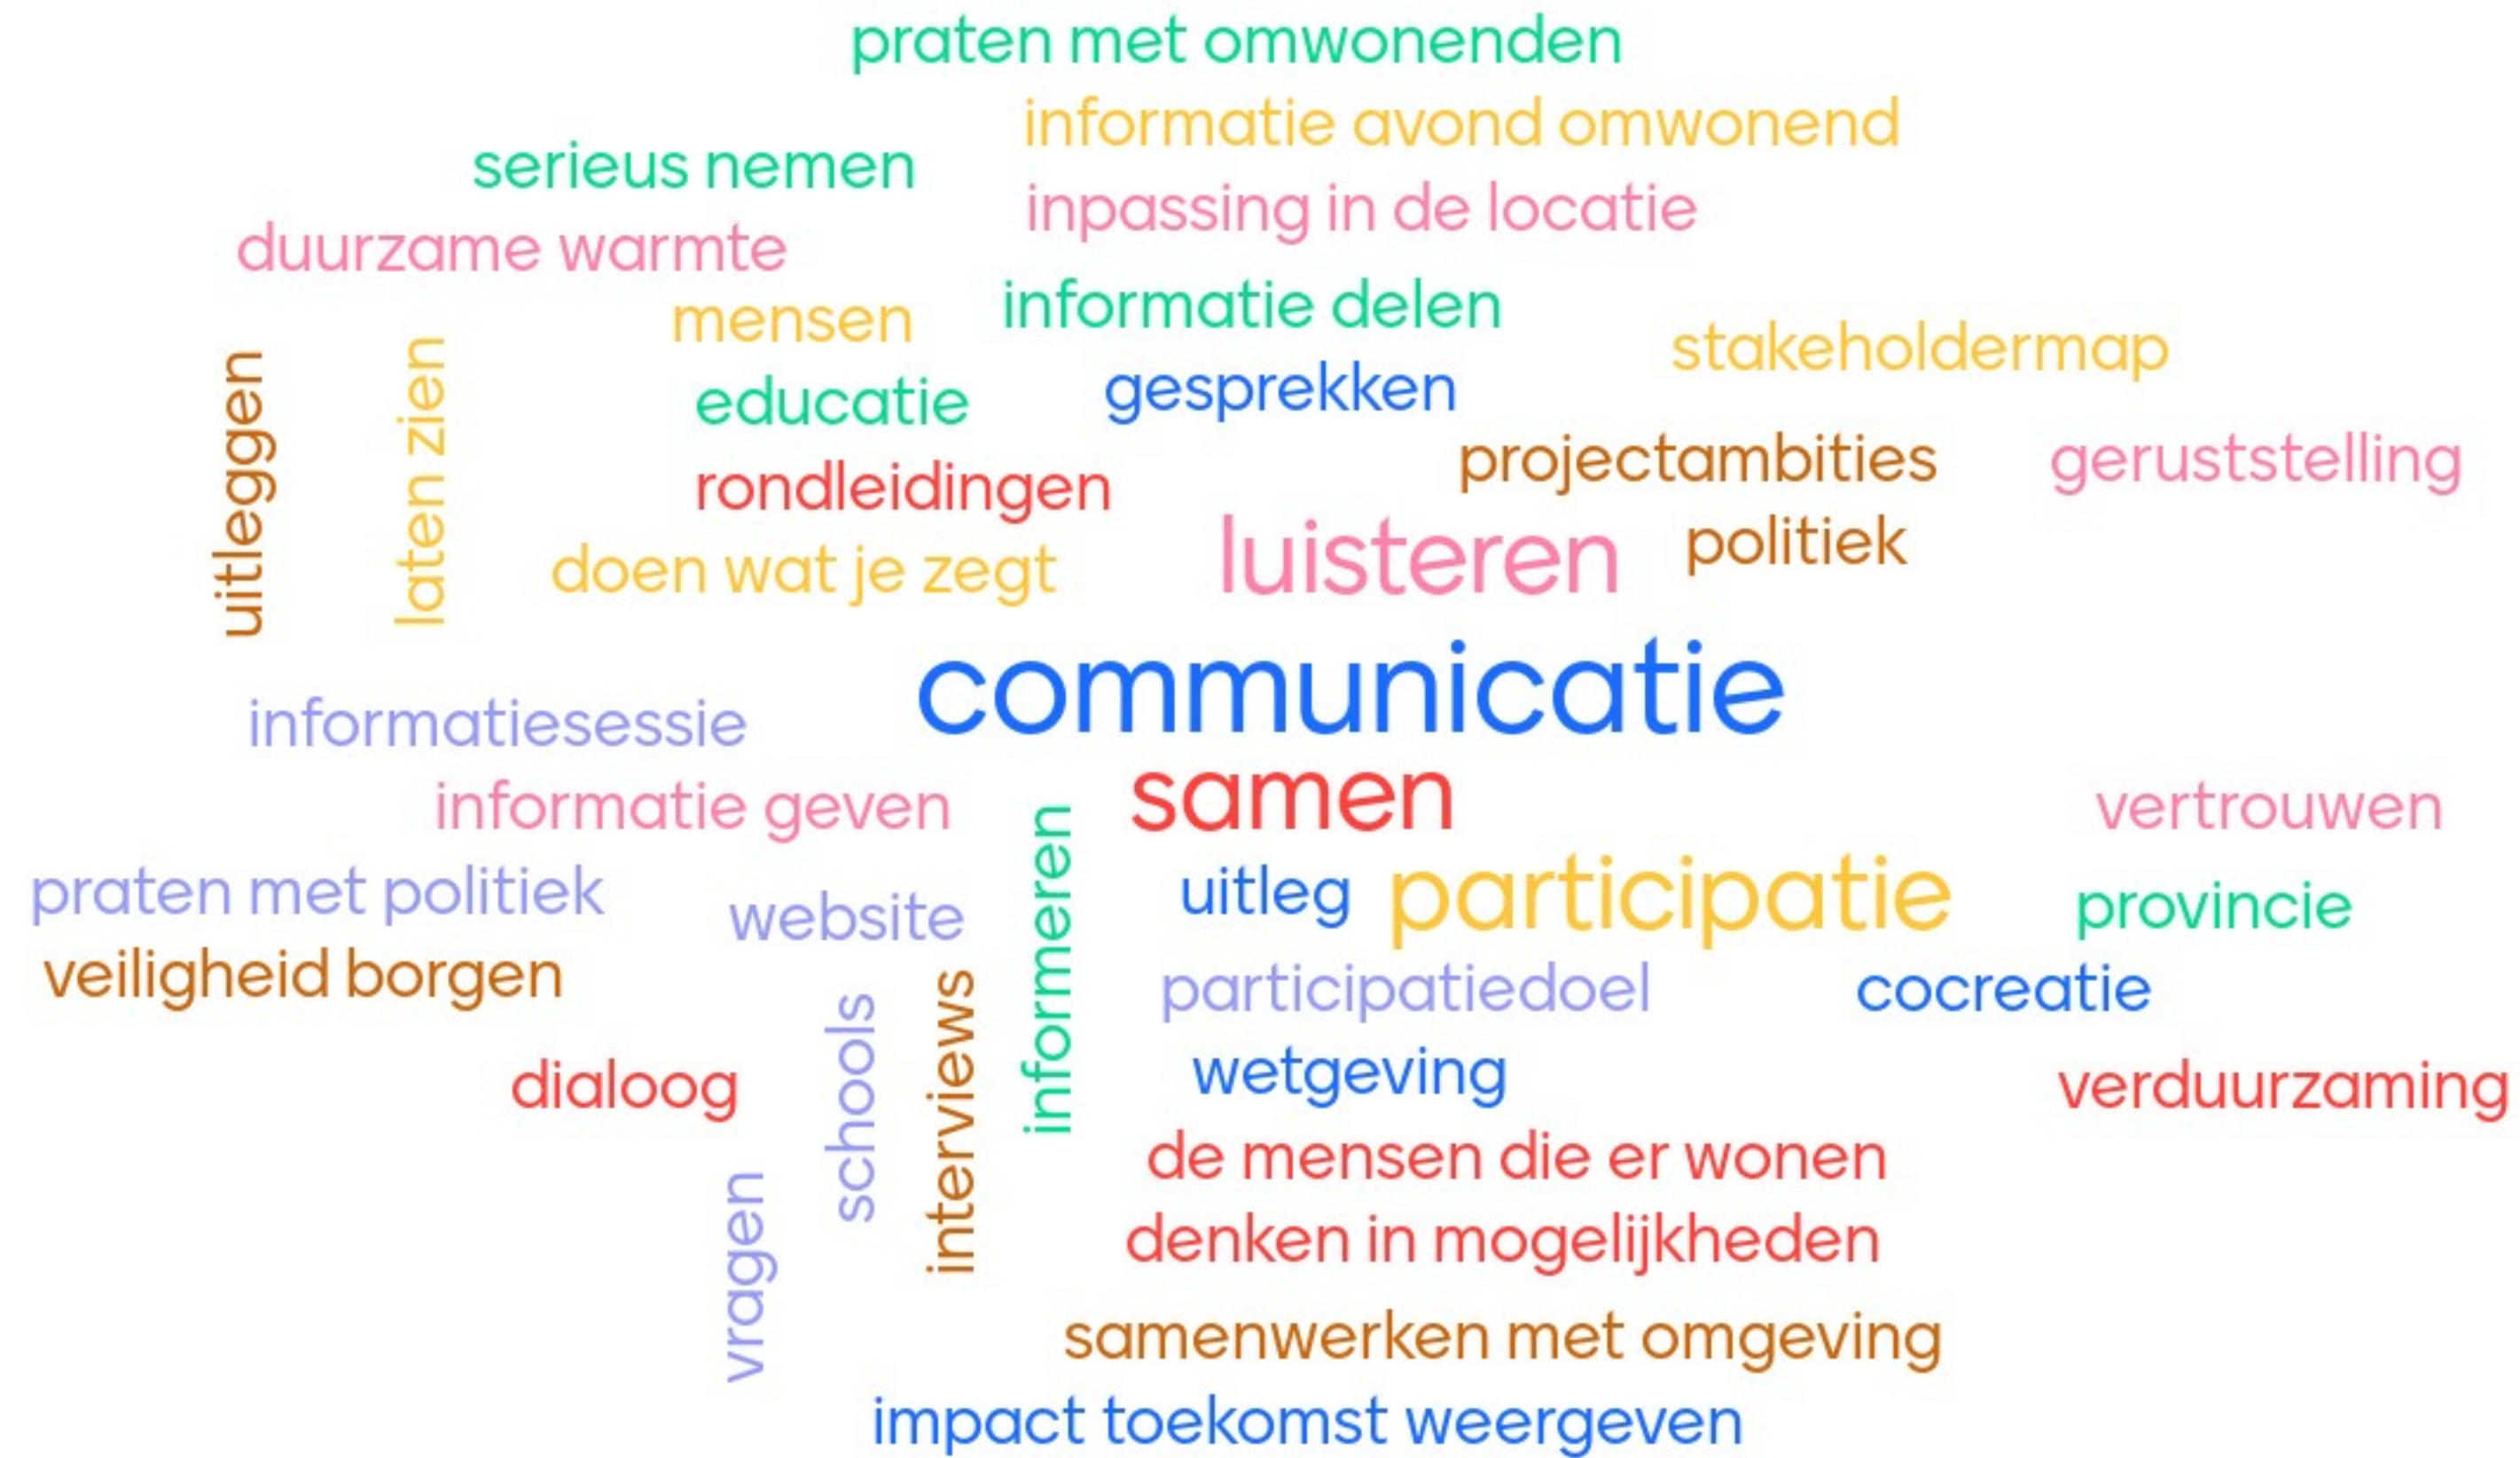 praten met omwonenden
informatie avond omwonend
serieus nemen
inpassing in de locatie
duurzame warmte
informatie delen
mensen
stakeholdermap
uitleggen
laten zien
educatie
gesprekken
projectambities
geruststelling
rondleidingen
luisteren
politiek
doen wat je zegt
communicatie
informatiesessie
samen
informatie geven
vertrouwen
informeren
praten met politiek
website
uitleg
participatie
provincie
veiligheid borgen
participatiedoel
cocreatie
schools
interviews
wetgeving
dialoog
verduurzaming
de mensen die er wonen
vragen
denken in mogelijkheden
samenwerken met omgeving
impact toekomst weergeven